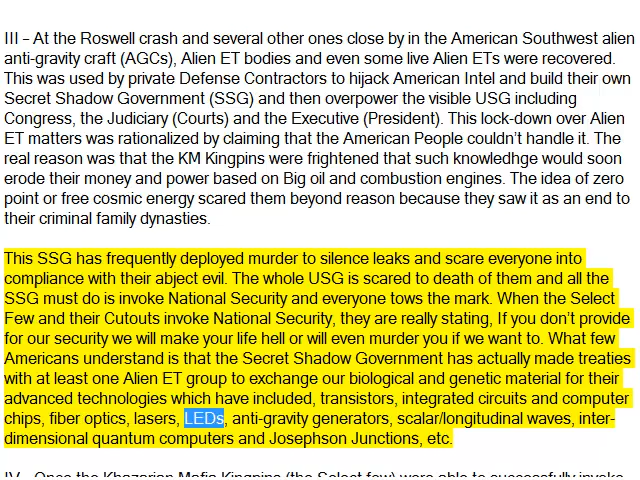 III – At the Roswell crash and several other ones close by in the American Southwest alien
anti-gravity craft (AGCs), Alien ET bodies and even some live Alien ETs were recovered.
This was used by private Defense Contractors to hijack American Intel and build their own
Secret Shadow Government (SSG) and then overpower the visible USG including
Congress, the Judiciary (Courts) and the Executive (President). This lock-down over Alien
ET matters was rationalized by claiming that the American People couldn't handle it. The
real reason was that the KM Kingpins were frightened that such knowledhge would soon
erode their money and power based on Big oil and combustion engines. The idea of zero
point or free cosmic energy scared them beyond reason because they saw it as an end to
their criminal family dynasties.
This SSG has frequently deployed murder to silence leaks and scare everyone into
compliance with their abject evil. The whole USG is scared to death of them and all the
SSG must do is invoke National Security and everyone tows the mark. When the Select
Few and their Cutouts invoke National Security, they are really stating, If you don't provide
for our security we will make your life hell or will even murder you if we want to. What few
Americans understand is that the Secret Shadow Government has actually made treaties
with at least one Alien ET group to exchange our biological and genetic material for their
advanced technologies which have included, transistors, integrated circuits and computer
chips, fiber optics, lasers, LEDs, anti-gravity generators, scalar/longitudinal waves, inter-
dimensional quantum computers and Josephson Junctions, etc.
IV – Once the Khazarian Mafia Kingpins (the Select few) were able to successfully invoke